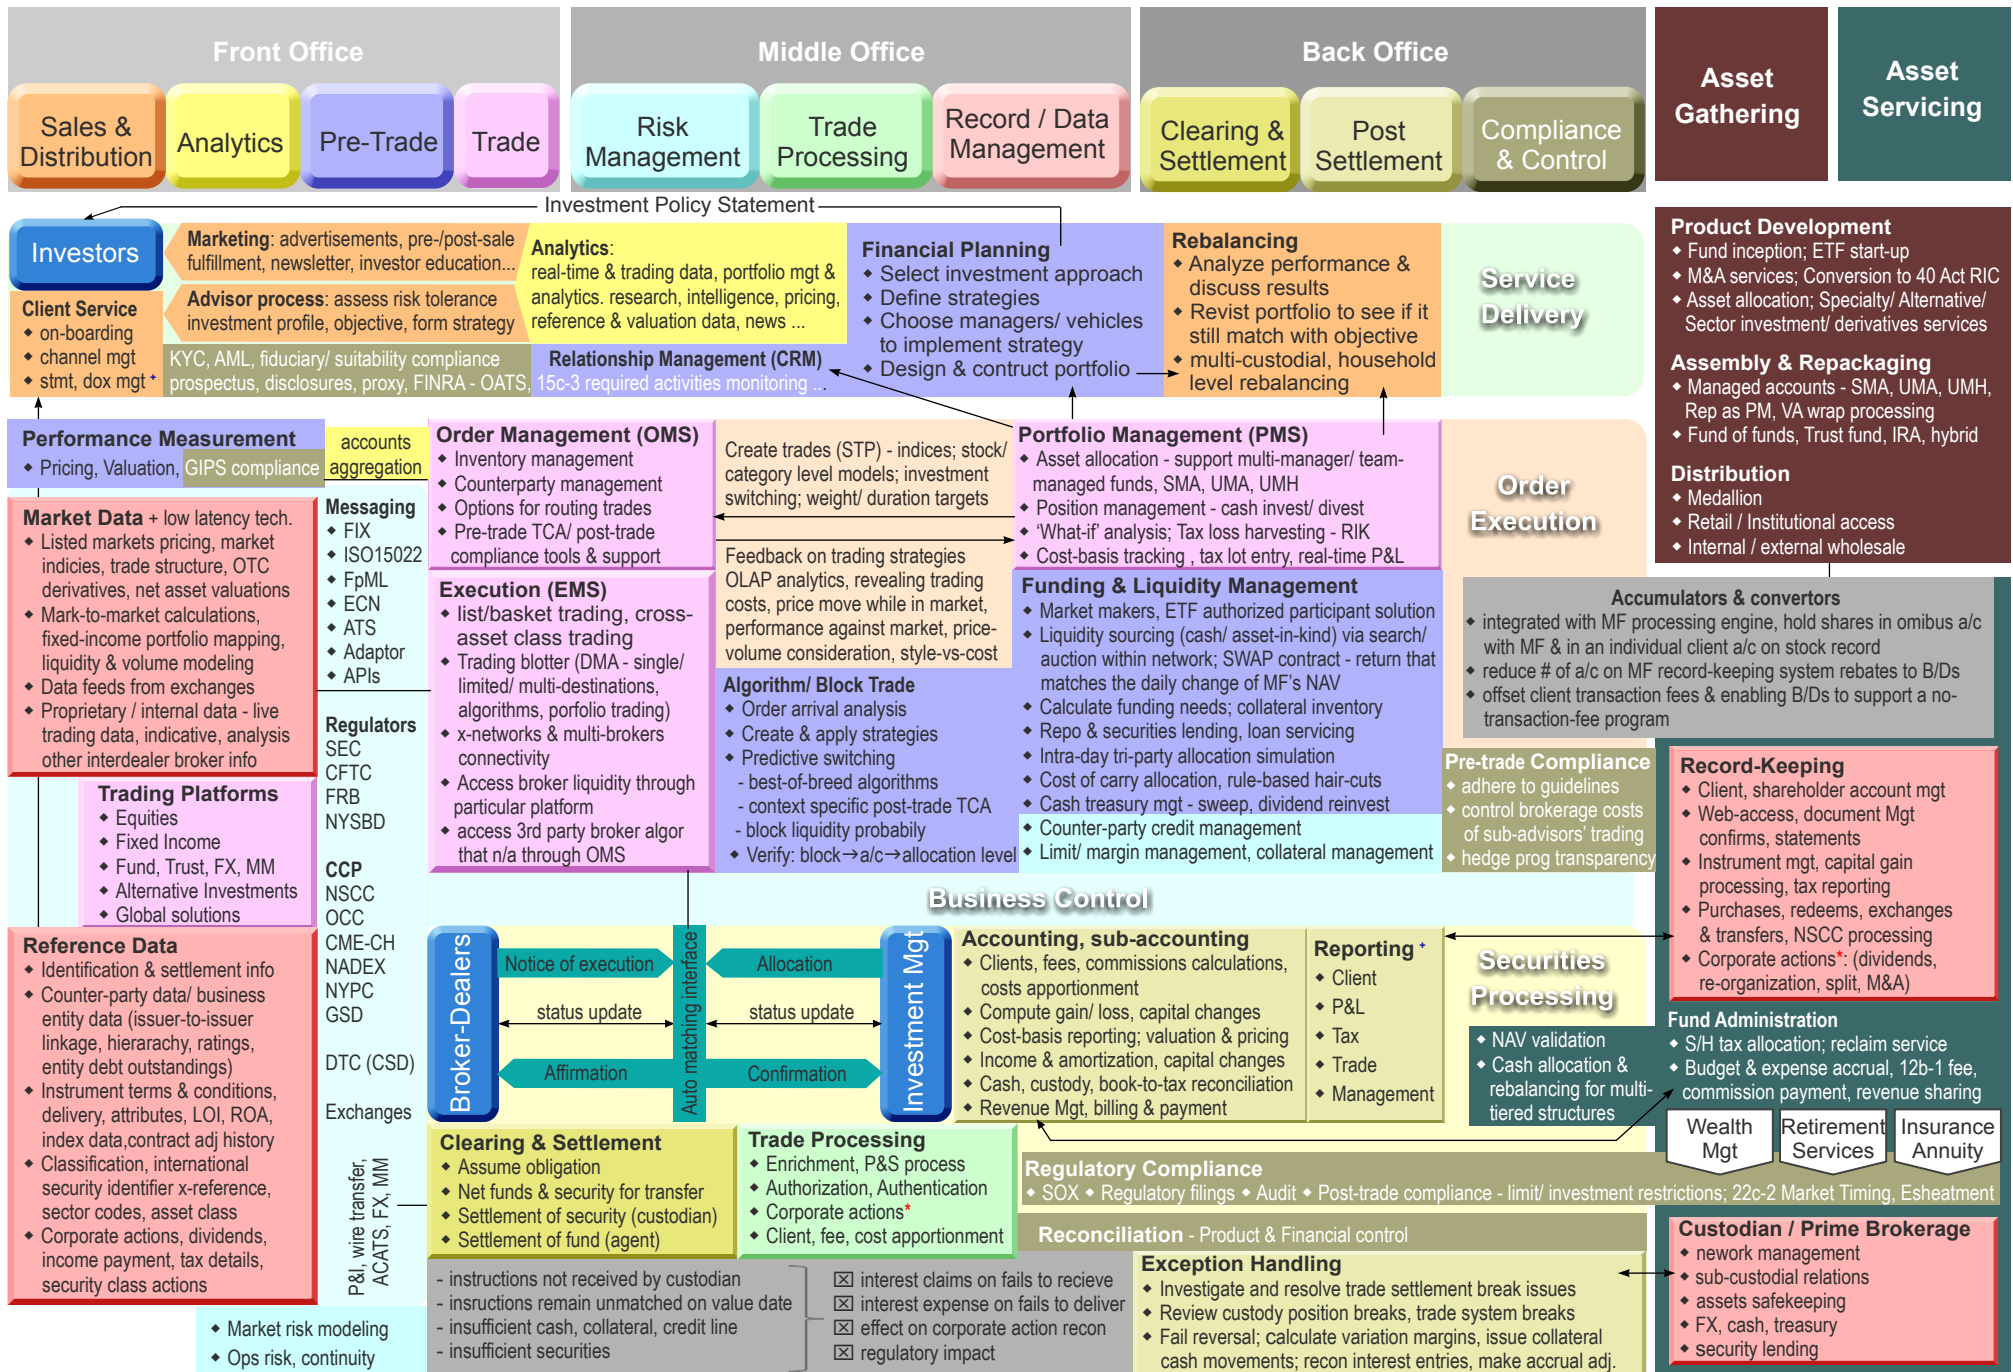 Front Office
Middle Office
Back Office
Asset
Gathering
Asset
Servicing
Sales &
Distribution
Analytics
Pre-Trade
Trade
Risk
Management
Trade
Processing
Record / Data
Management
Clearing &
Settlement
Post
Settlement
Compliance
& Control
Investment Policy Statement
Investors
Marketing: advertisements, pre-/post-sale
fulfillment, newsletter, investor education...
Advisor process: assess risk tolerance
investment profile, objective, form strategy
Client Service
◆ on-boarding
◆ channel mgt
◆ stmt, dox mgt +
KYC, AML, fiduciary/ suitability compliance
prospectus, disclosures, proxy, FINRA - OATS, 15c-3 required activities monitoring ...
Analytics:
real-time & trading data, portfolio mgt &
analytics. research, intelligence, pricing,
reference & valuation data, news ...
Relationship Management (CRM)
Financial Planning
◆ Select investment approach
◆ Define strategies
◆ Choose managers/ vehicles
to implement strategy
◆ Design & contruct portfolio
Rebalancing
◆ Analyze performance &
discuss results
◆ Revist portfolio to see if it
still match with objective
◆ multi-custodial, household
level rebalancing
Service
Delivery
Product Development
◆ Fund inception; ETF start-up
◆ M&A services; Conversion to 40 Act RIC
◆ Asset allocation; Specialty/ Alternative/
Sector investment/ derivatives services
Assembly & Repackaging
◆ Managed accounts - SMA, UMA, UMH,
Rep as PM, VA wrap processing
◆ Fund of funds, Trust fund, IRA, hybrid
Distribution
◆ Medallion
◆ Retail / Institutional access
◆ Internal / external wholesale
Performance Measurement
◆ Pricing, Valuation, GIPS compliance
accounts
aggregation
Market Data + low latency tech.
◆ Listed markets pricing, market
indicies, trade structure, OTC
derivatives, net asset valuations
◆ Mark-to-market calculations,
fixed-income portfolio mapping,
liquidity & volume modeling
◆ Data feeds from exchanges
◆ Proprietary / internal data - live
trading data, indicative, analysis
other interdealer broker info
Messaging
◆ FIX
◆ ISO15022
◆ FpML
◆ ECN
◆ ATS
◆ Adaptor
◆ APIs
Regulators
SEC
CFTC
FRB
NYSBD
CCP
NSCC
OCC
CME-CH
NADEX
NYPC
GSD
DTC (CSD)
Exchanges
P&I, wire transfer,
ACATS, FX, MM
Trading Platforms
◆ Equities
◆ Fixed Income
◆ Fund, Trust, FX, MM
◆ Alternative Investments
◆ Global solutions
Reference Data
◆ Identification & settlement info
◆ Counter-party data/ business
entity data (issuer-to-issuer
linkage, hierarchy, ratings,
entity debt outstandings)
◆ Instrument terms & conditions,
delivery, attributes, LOI, ROA,
index data,contract adj history
◆ Classification, international
security identifier x-reference,
sector codes, asset class
◆ Corporate actions, dividends,
income payment, tax details,
security class actions
◆ Market risk modeling
◆ Ops risk, continuity
Order Management (OMS)
◆ Inventory management
◆ Counterparty management
◆ Options for routing trades
◆ Pre-trade TCA/ post-trade
compliance tools & support
Execution (EMS)
◆ list/basket trading, cross-
asset class trading
◆ Trading blotter (DMA - single/
limited/ multi-destinations,
algorithms, porfolio trading)
◆ x-networks & multi-brokers
connectivity
◆ Access broker liquidity through
particular platform
◆ access 3rd party broker algor
that n/a through OMS
Create trades (STP) - indices; stock/
category level models; investment
switching; weight/ duration targets
Feedback on trading strategies
OLAP analytics, revealing trading
costs, price move while in market,
performance against market, price-
volume consideration, style-vs-cost
Algorithm/ Block Trade
◆ Order arrival analysis
◆ Create & apply strategies
◆ Predictive switching
- best-of-breed algorithms
- context specific post-trade TCA
- block liquidity probabily
◆ Verify: block→a/c→allocation level
Portfolio Management (PMS)
◆ Asset allocation - support multi-manager/ team-
managed funds, SMA, UMA, UMH
◆ Position management - cash invest/ divest
◆ ‘What-if’ analysis; Tax loss harvesting - RIK
◆ Cost-basis tracking , tax lot entry, real-time P&L
Funding & Liquidity Management
◆ Market makers, ETF authorized participant solution
◆ Liquidity sourcing (cash/ asset-in-kind) via search/
auction within network; SWAP contract - return that
matches the daily change of MF’s NAV
◆ Calculate funding needs; collateral inventory
◆ Repo & securities lending, loan servicing
◆ Intra-day tri-party allocation simulation
◆ Cost of carry allocation, rule-based hair-cuts
◆ Cash treasury mgt - sweep, dividend reinvest
◆ Counter-party credit management
◆ Limit/ margin management, collateral management
Order
Execution
Accumulators & convertors
◆ integrated with MF processing engine, hold shares in omibus a/c
with MF & in an individual client a/c on stock record
◆ reduce # of a/c on MF record-keeping system rebates to B/Ds
◆ offset client transaction fees & enabling B/Ds to support a no-
transaction-fee program
Pre-trade Compliance
◆ adhere to guidelines
◆ control brokerage costs
of sub-advisors’ trading
◆ hedge prog transparency
Record-Keeping
◆ Client, shareholder account mgt
◆ Web-access, document Mgt
confirms, statements
◆ Instrument mgt, capital gain
processing, tax reporting
◆ Purchases, redeems, exchanges
& transfers, NSCC processing
◆ Corporate actions*: (dividends,
re-organization, split, M&A)
Business Control
Broker-Dealers
Notice of execution
status update
Affirmation
Auto matching interface
Allocation
status update
Confirmation
Investment Mgt
Accounting, sub-accounting
◆ Clients, fees, commissions calculations,
costs apportionment
◆ Compute gain/ loss, capital changes
◆ Cost-basis reporting; valuation & pricing
◆ Income & amortization, capital changes
◆ Cash, custody, book-to-tax reconciliation
◆ Revenue Mgt, billing & payment
Reporting +
◆ Client
◆ P&L
◆ Tax
◆ Trade
◆ Management
Securities
Processing
◆ NAV validation
◆ Cash allocation &
rebalancing for multi-
tiered structures
Fund Administration
◆ S/H tax allocation; reclaim service
◆ Budget & expense accrual, 12b-1 fee,
commission payment, revenue sharing
Wealth
Mgt
Retirement
Services
Insurance
Annuity
Clearing & Settlement
◆ Assume obligation
◆ Net funds & security for transfer
◆ Settlement of security (custodian)
◆ Settlement of fund (agent)
Trade Processing
◆ Enrichment, P&S process
◆ Authorization, Authentication
◆ Corporate actions*
◆ Client, fee, cost apportionment
Regulatory Compliance
◆ SOX ◆ Regulatory filings ◆ Audit ◆ Post-trade compliance - limit/ investment restrictions; 22c-2 Market Timing, Esheatment
Reconciliation - Product & Financial control
- instructions not received by custodian
- insructions remain unmatched on value date
- insufficient cash, collateral, credit line
- insufficient securities
☒ interest claims on fails to recieve
☒ interest expense on fails to deliver
☒ effect on corporate action recon
☒ regulatory impact
Exception Handling
◆ Investigate and resolve trade settlement break issues
◆ Review custody position breaks, trade system breaks
◆ Fail reversal; calculate variation margins, issue collateral
cash movements; recon interest entries, make accrual adj.
Custodian / Prime Brokerage
◆ nework management
◆ sub-custodial relations
◆ assets safekeeping
◆ FX, cash, treasury
◆ security lending